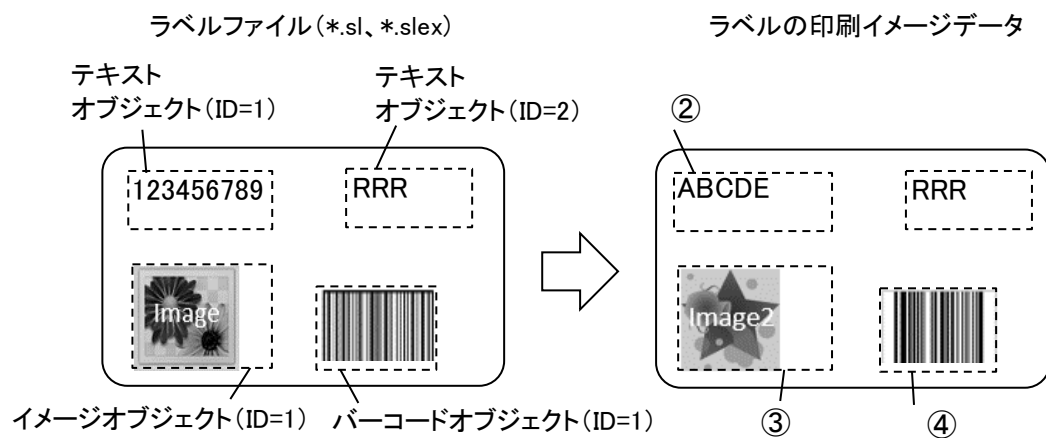 ラベルファイル(*.sl、*.slex)
ラベルの印刷イメージデータ
テキスト
オブジェクト(ID=1)
テキスト
オブジェクト(ID=2)
②
123456789
RRR
ABCDE
RRR
Image
Image2
イメージオブジェクト(ID=1)
バーコードオブジェクト(ID=1)
③
④